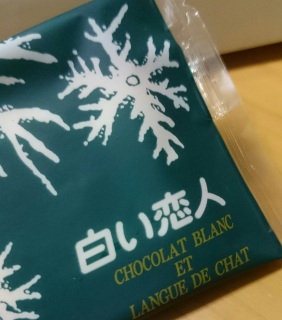 白い恋人
CHOCOLAT BLANC
ET
LANGUE DE CHAT